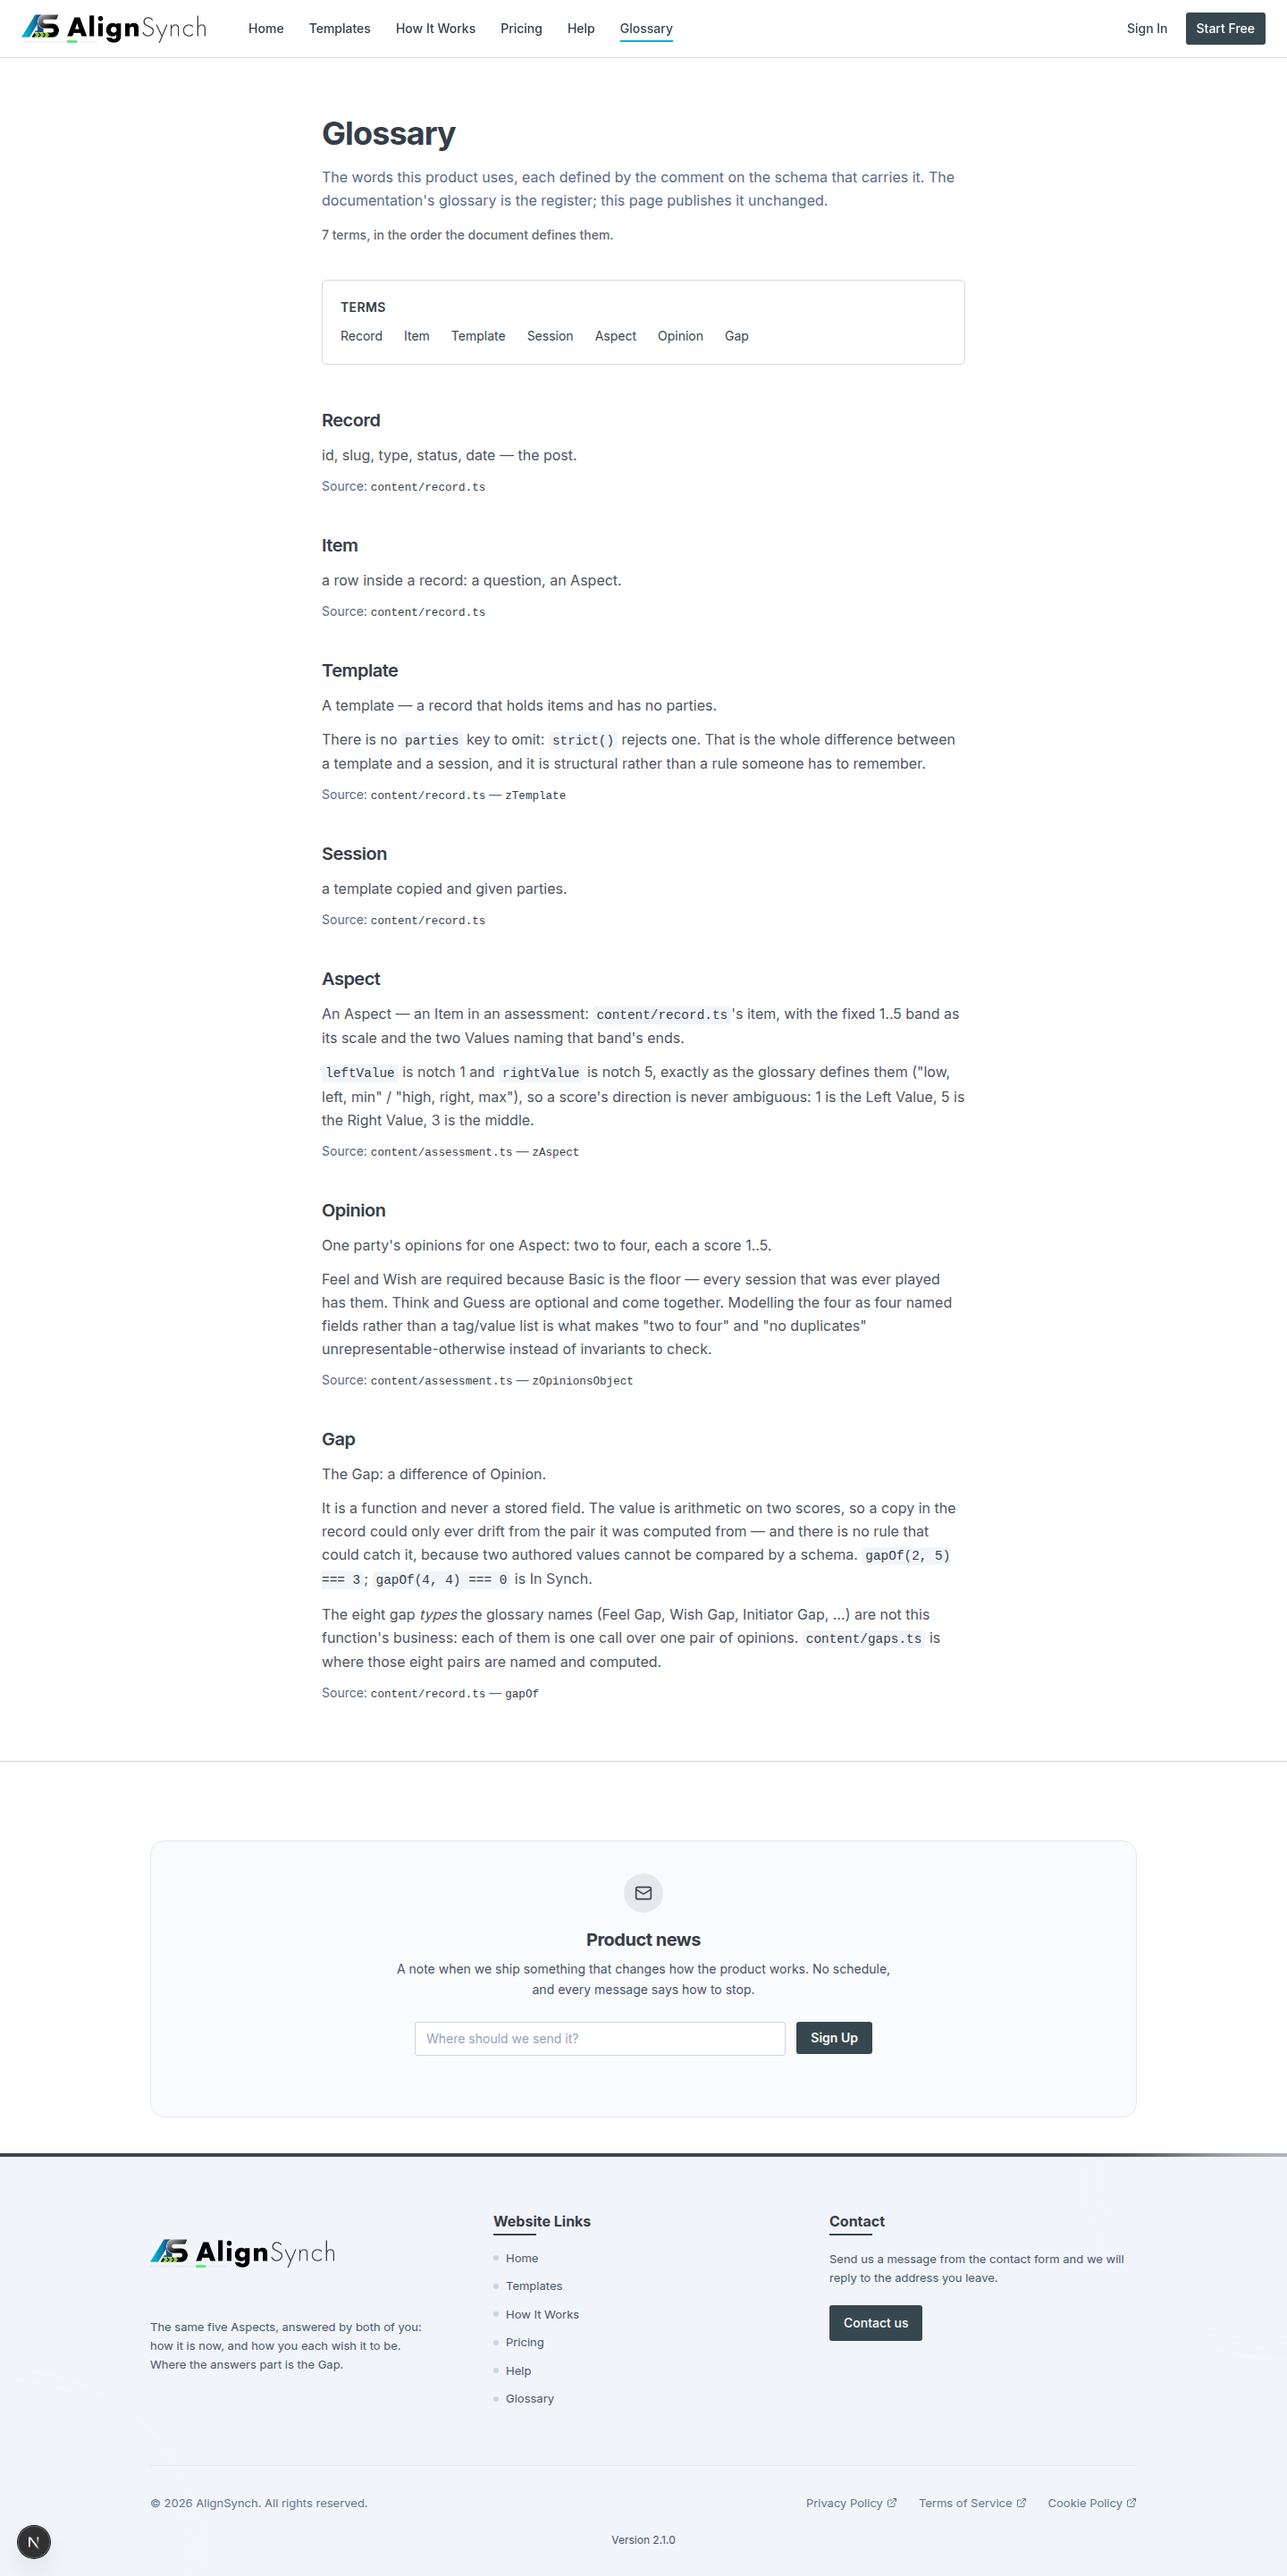 AlignSynch
Home Templates How It Works Pricing Help Glossary
Sign In Start Free
Glossary
The words this product uses, each defined by the comment on the schema that carries it. The
documentation's glossary is the register; this page publishes it unchanged.
7 terms, in the order the document defines them.
TERMS
Record Item Template Session Aspect Opinion Gap
Record
id, slug, type, status, date — the post.
Source: content/record.ts
Item
a row inside a record: a question, an Aspect.
Source: content/record.ts
Template
A template — a record that holds items and has no parties.
There is no parties key to omit: strict() rejects one. That is the whole difference between
a template and a session, and it is structural rather than a rule someone has to remember.
Source: content/record.ts — zTemplate
Session
a template copied and given parties.
Source: content/record.ts
Aspect
An Aspect — an Item in an assessment: content/record.ts's item, with the fixed 1..5 band as
its scale and the two Values naming that band's ends.
leftValue is notch 1 and rightValue is notch 5, exactly as the glossary defines them ("low,
left, min" / "high, right, max"), so a score's direction is never ambiguous: 1 is the Left Value, 5 is
the Right Value, 3 is the middle.
Source: content/assessment.ts — zAspect
Opinion
One party's opinions for one Aspect: two to four, each a score 1..5.
Feel and Wish are required because Basic is the floor — every session that was ever played
has them. Think and Guess are optional and come together. Modelling the four as four named
fields rather than a tag/value list is what makes "two to four" and "no duplicates"
unrepresentable-otherwise instead of invariants to check.
Source: content/assessment.ts — zOpinionsObject
Gap
The Gap: a difference of Opinion.
It is a function and never a stored field. The value is arithmetic on two scores, so a copy in the
record could only ever drift from the pair it was computed from — and there is no rule that
could catch it, because two authored values cannot be compared by a schema. gapOf(2, 5)
=== 3; gapOf(4, 4) === 0 is In Synch.
The eight gap types the glossary names (Feel Gap, Wish Gap, Initiator Gap, …) are not this
function's business: each of them is one call over one pair of opinions. content/gaps.ts is
where those eight pairs are named and computed.
Source: content/record.ts — gapOf
Product news
A note when we ship something that changes how the product works. No schedule,
and every message says how to stop.
Where should we send it?
Sign Up
AlignSynch
The same five Aspects, answered by both of you:
how it is now, and how you each wish it to be.
Where the answers part is the Gap.
Website Links
Home
Templates
How It Works
Pricing
Help
Glossary
Contact
Send us a message from the contact form and we will
reply to the address you leave.
Contact us
© 2026 AlignSynch. All rights reserved.
Privacy Policy Terms of Service Cookie Policy
Version 2.1.0